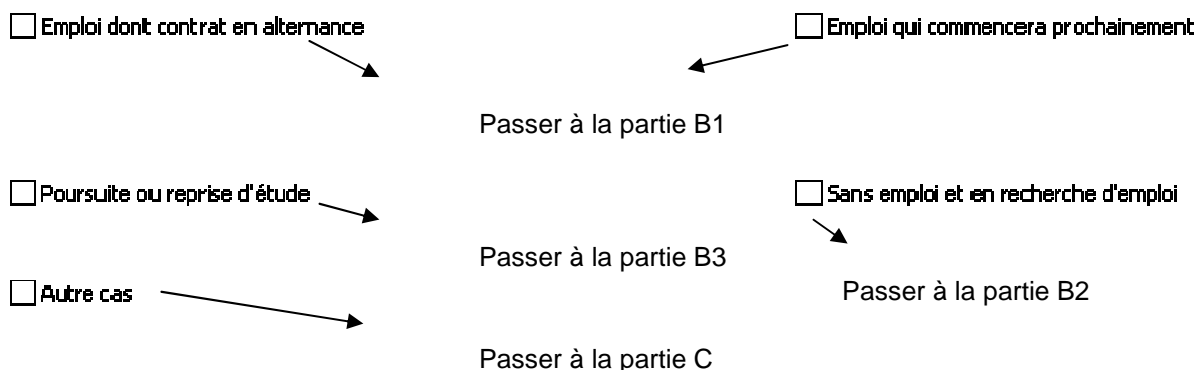 Emploi dont contrat en alternance
Emploi qui commencera prochainement
Passer à la partie B1
Poursuite ou reprise d'étude
Sans emploi et en recherche d'emploi
Passer à la partie B3
Autre cas
Passer à la partie B2
Passer à la partie C